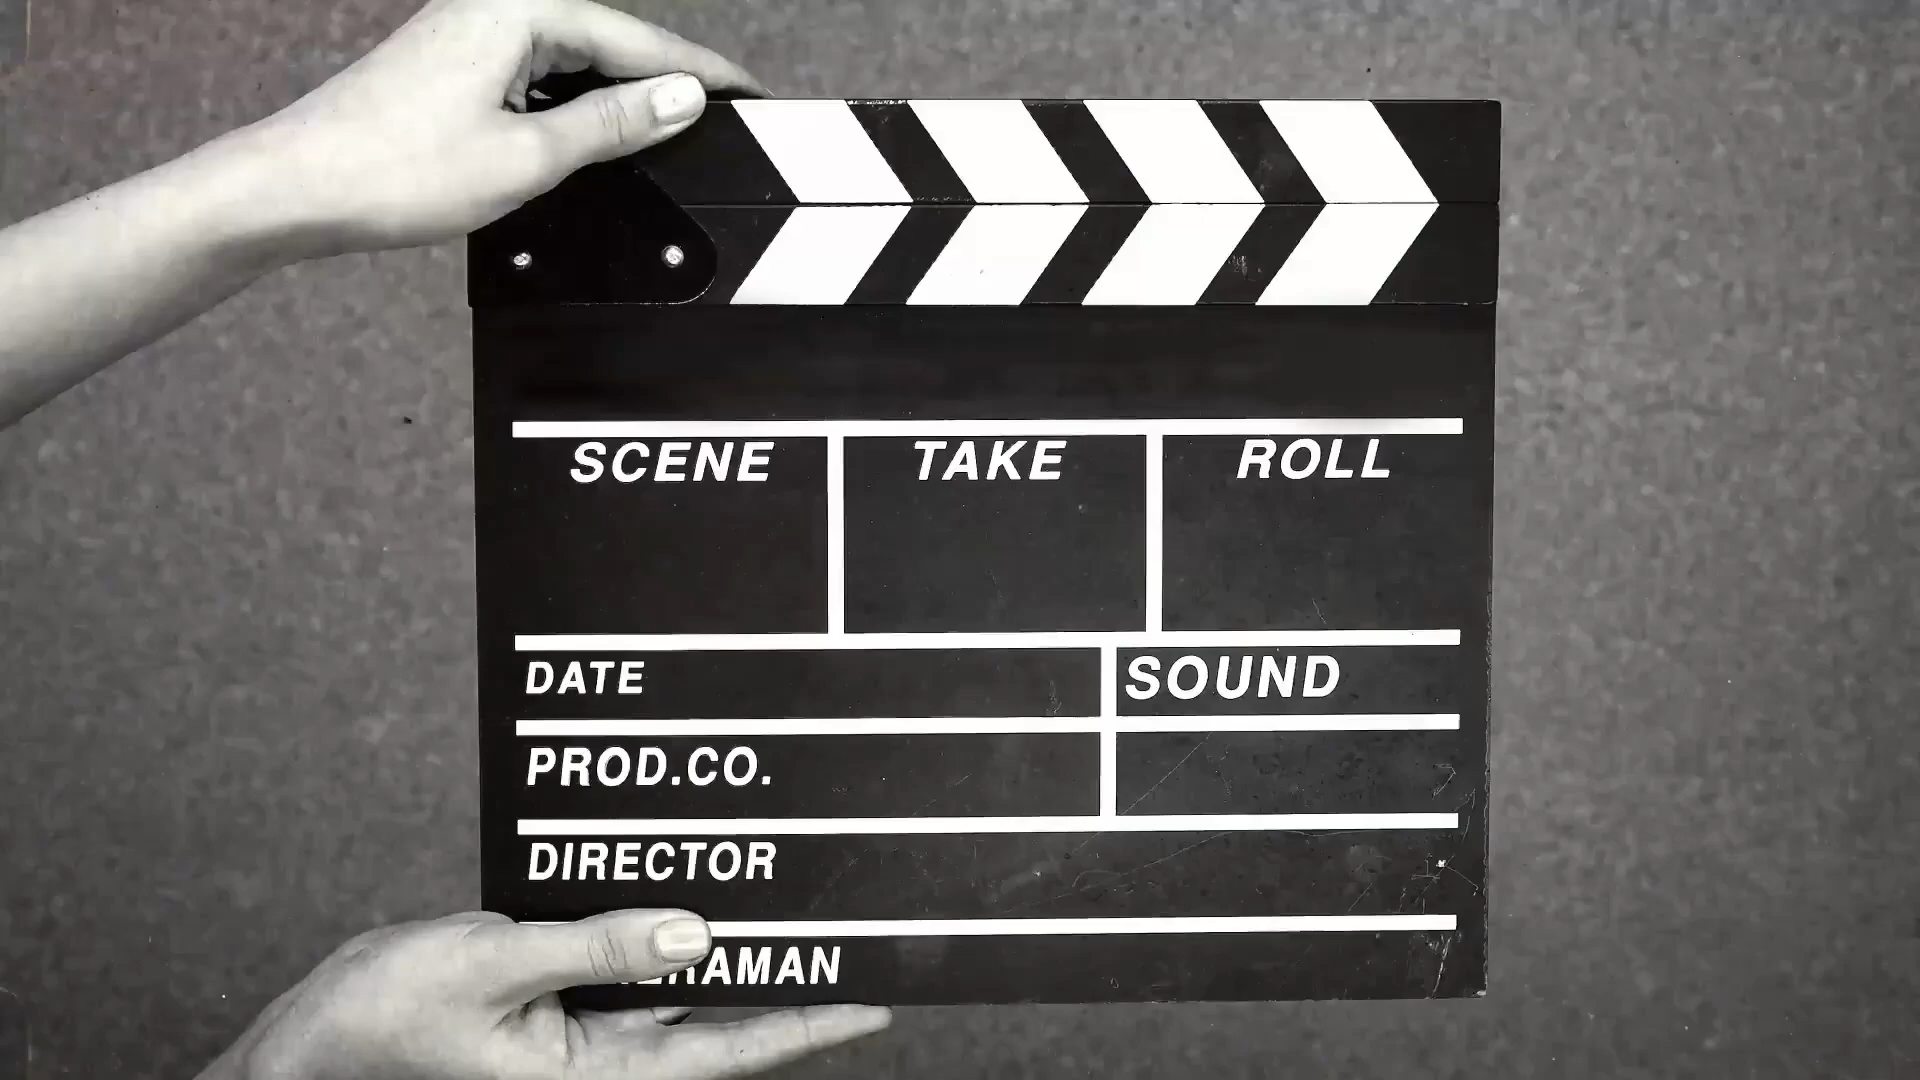 SCENE TAKE ROLL
DATE SOUND
PROD.CO.
DIRECTOR